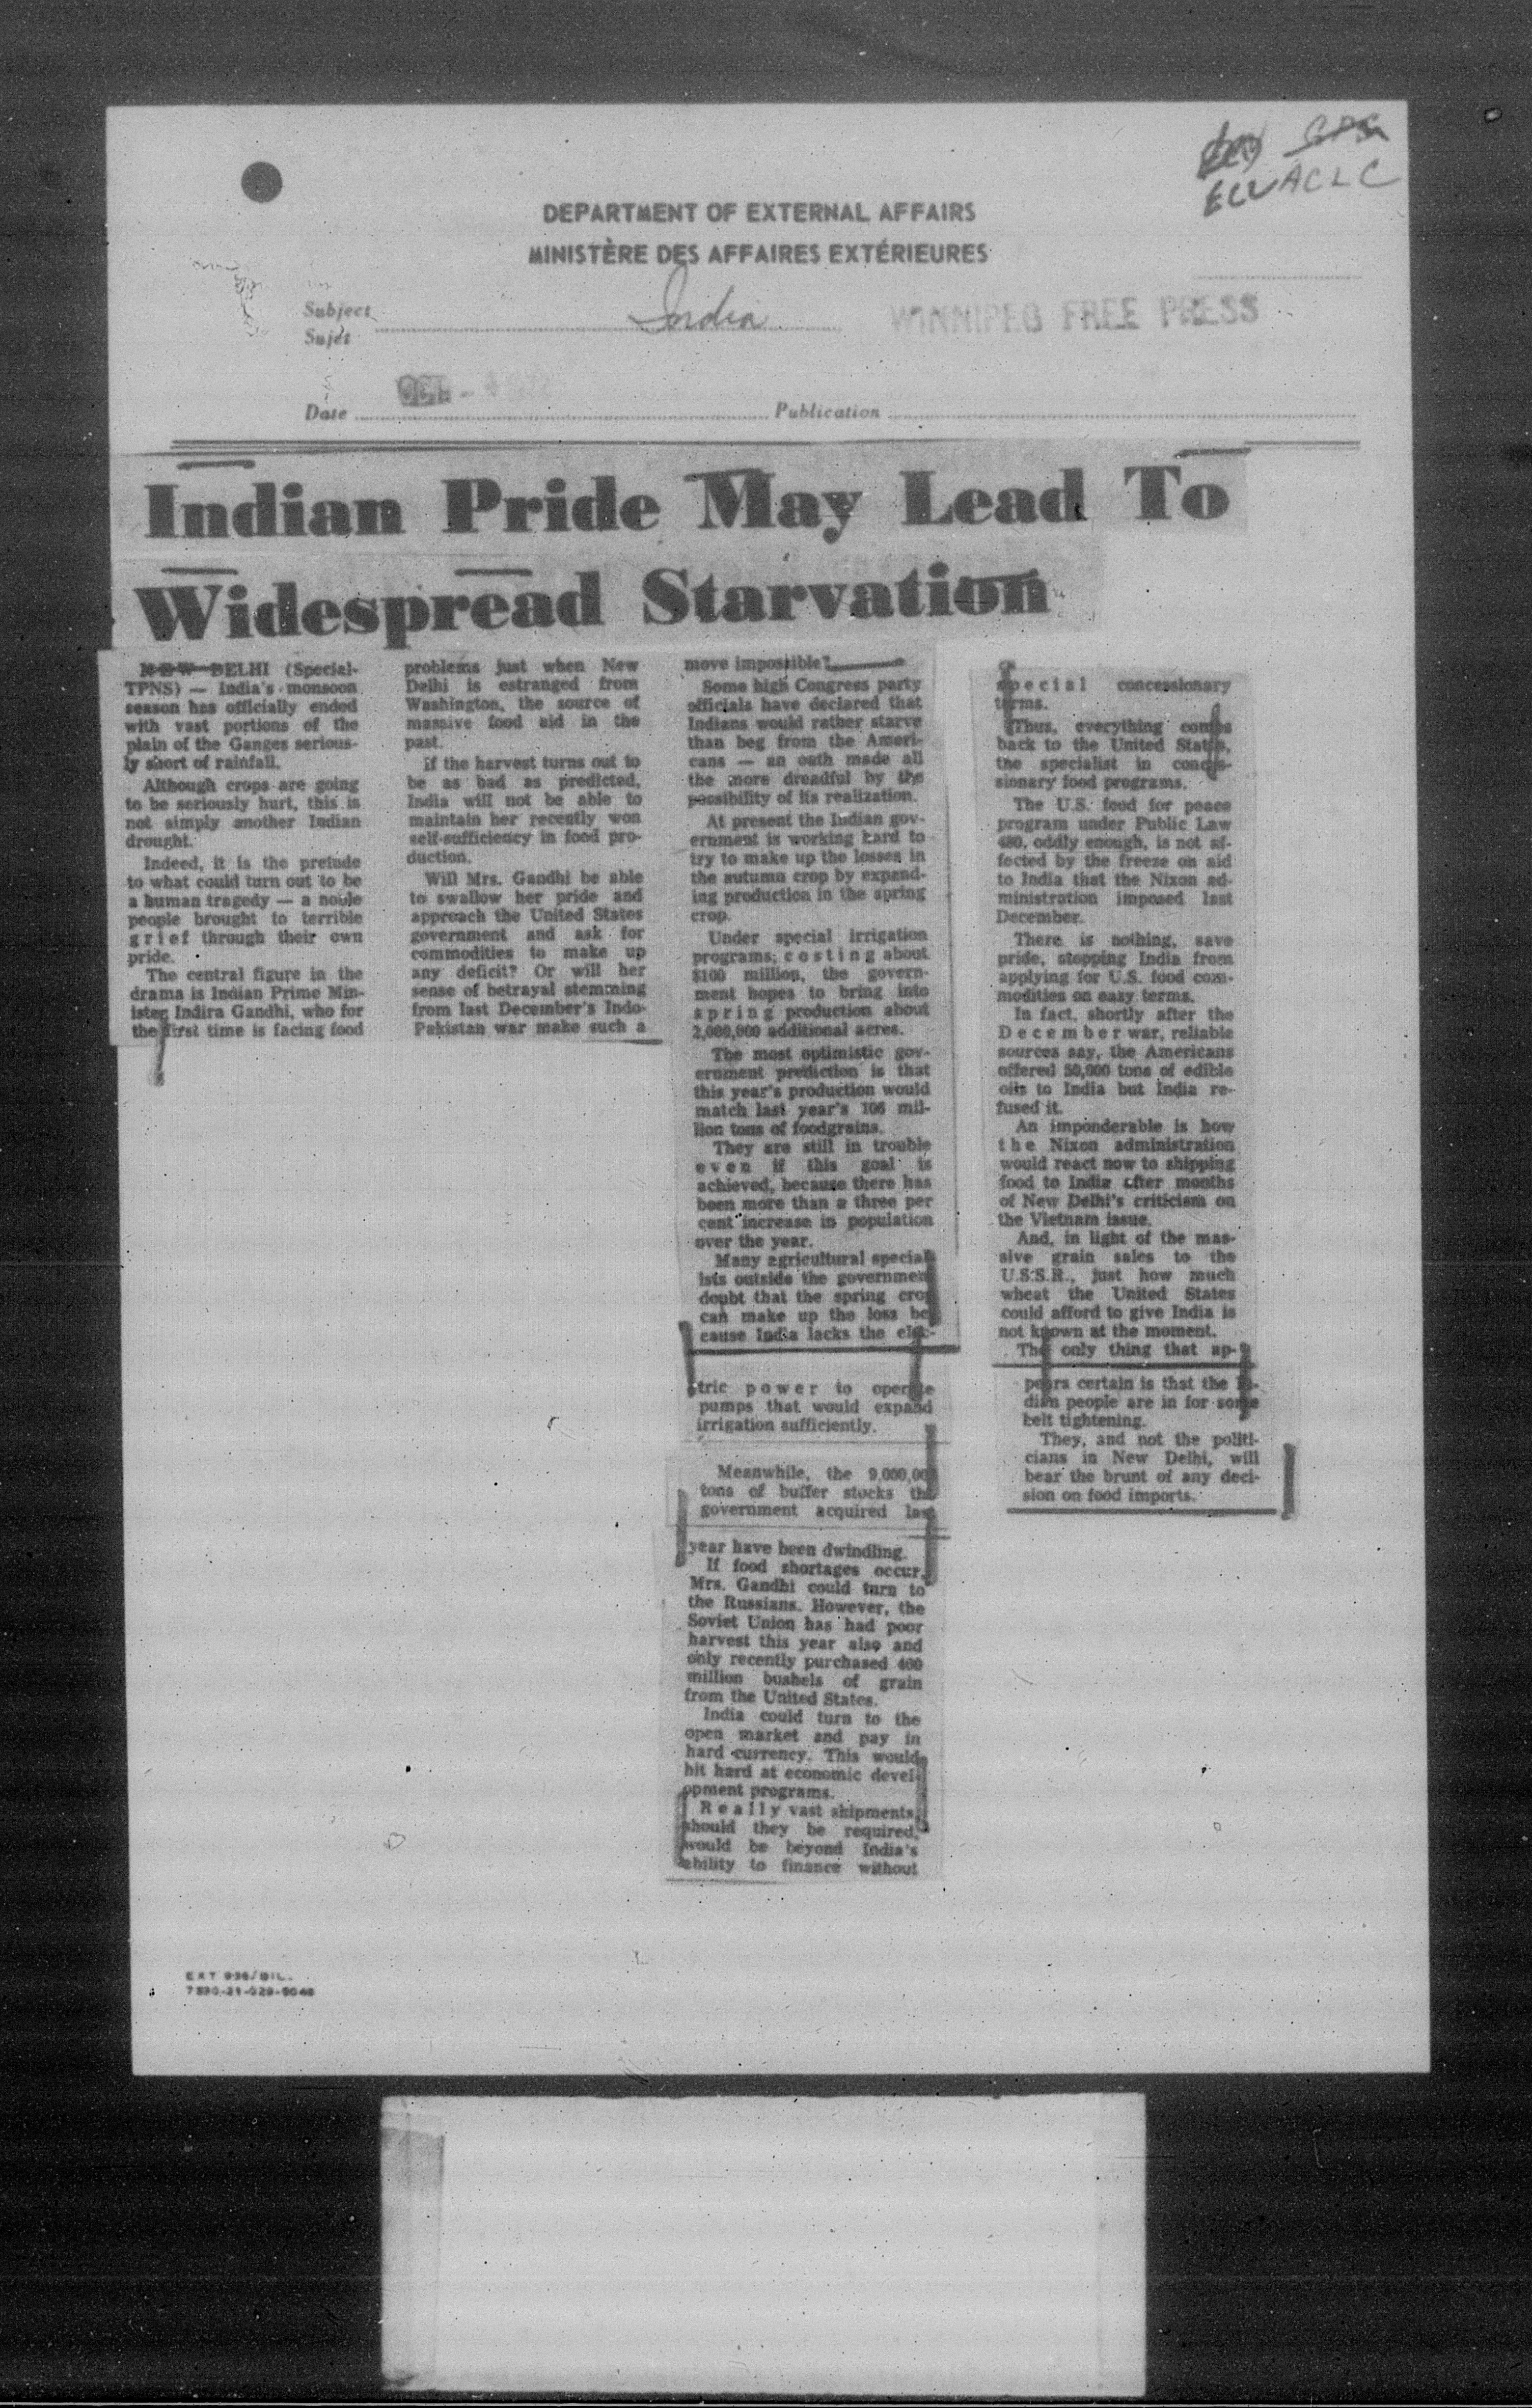 GPS
ECL ACLC
DEPARTMENT OF EXTERNAL AFFAIRS
MINISTÈRE DES AFFAIRES EXTÉRIEURES
Subject
Sujet
India
WINNIPEG FREE PRESS
Date
OCT - 4 1972
Publication
Indian Pride May Lead To
Widespread Starvation
NEW DELHI (Special-
TPNS) — India's monsoon
season has officially ended
with vast portions of the
plain of the Ganges serious-
ly short of rainfall.
Although crops are going
to be seriously hurt, this is
not simply another Indian
drought.
Indeed, it is the prelude
to what could turn out to be
a human tragedy — a noble
people brought to terrible
grief through their own
pride.
The central figure in the
drama is Indian Prime Min-
ister Indira Gandhi, who for
the first time is facing food
problems just when New
Delhi is estranged from
Washington, the source of
massive food aid in the
past.
If the harvest turns out to
be as bad as predicted,
India will not be able to
maintain her recently won
self-sufficiency in food pro-
duction.
Will Mrs. Gandhi be able
to swallow her pride and
approach the United States
government and ask for
commodities to make up
any deficit? Or will her
sense of betrayal stemming
from last December's Indo-
Pakistan war make such a
move impossible?
Some high Congress party
officials have declared that
Indians would rather starve
than beg from the Ameri-
cans — an oath made all
the more dreadful by the
possibility of its realization.
At present the Indian gov-
ernment is working hard to
try to make up the losses in
the autumn crop by expand-
ing production in the spring
crop.
Under special irrigation
programs, costing about
$100 million, the govern-
ment hopes to bring into
spring production about
2,000,000 additional acres.
The most optimistic gov-
ernment prediction is that
this year's production would
match last year's 106 mil-
lion tons of foodgrains.
They are still in trouble
even if this goal is
achieved, because there has
been more than a three per
cent increase in population
over the year.
Many agricultural special-
ists outside the government
doubt that the spring crop
can make up the loss be-
cause India lacks the elec-
tric power to operate
pumps that would expand
irrigation sufficiently.
Meanwhile, the 9,000,000
tons of buffer stocks the
government acquired last
year have been dwindling.
If food shortages occur,
Mrs. Gandhi could turn to
the Russians. However, the
Soviet Union has had poor
harvest this year also and
only recently purchased 400
million bushels of grain
from the United States.
India could turn to the
open market and pay in
hard currency. This would
hit hard at economic devel-
opment programs.
Really vast shipments,
should they be required,
would be beyond India's
ability to finance without
special concessionary
terms.
Thus, everything comes
back to the United States,
the specialist in conces-
sionary food programs.
The U.S. food for peace
program under Public Law
480, oddly enough, is not af-
fected by the freeze on aid
to India that the Nixon ad-
ministration imposed last
December.
There is nothing, save
pride, stopping India from
applying for U.S. food com-
modities on easy terms.
In fact, shortly after the
December war, reliable
sources say, the Americans
offered 50,000 tons of edible
oils to India but India re-
fused it.
An imponderable is how
the Nixon administration
would react now to shipping
food to India after months
of New Delhi's criticism on
the Vietnam issue.
And, in light of the mas-
sive grain sales to the
U.S.S.R., just how much
wheat the United States
could afford to give India is
not known at the moment.
The only thing that ap-
pears certain is that the In-
dian people are in for some
belt tightening.
They, and not the politi-
cians in New Delhi, will
bear the brunt of any deci-
sion on food imports.
EXT 936/BIL.
7530-21-029-5048